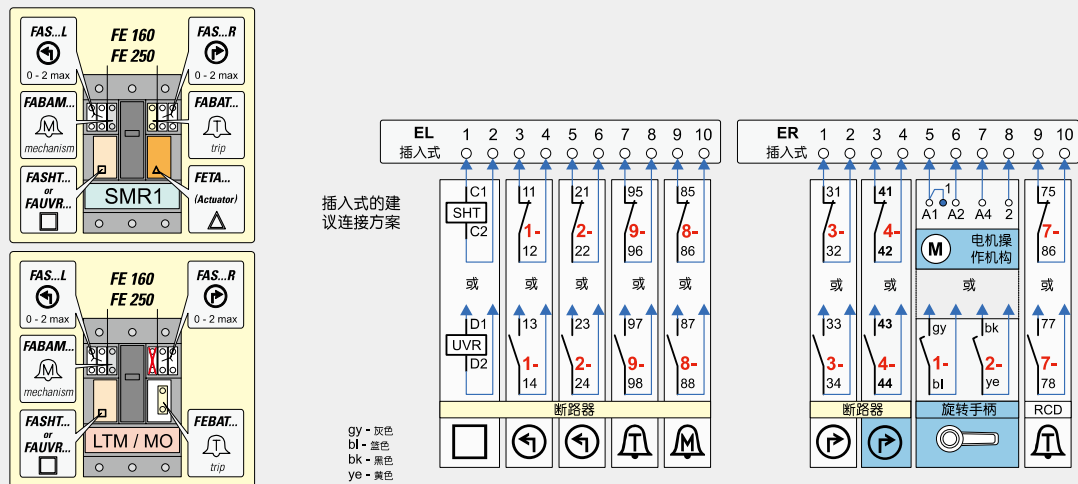 FAS...L
FE 160
FE 250
FAS...R
0 - 2 max
0 - 2 max
FABAM...
M
mechanism
FABAT...
T
trip
FASHT...
or
FAUVR...
SMR1
FETA...
(Actuator)
FAS...L
FE 160
FE 250
FAS...R
0 - 2 max
0 - 2 max
FABAM...
M
mechanism
FASHT...
or
FAUVR...
LTM / MO
FEBAT...
T
trip
插入式的建
议连接方案
EL 1 2 3 4 5 6 7 8 9 10
插入式
C1 11 21 95 85
SHT 1- 2- 9- 8-
C2 12 22 96 86
或 或 或 或 或
D1 13 23 97 87
UVR 1- 2- 9- 8-
D2 14 24 98 88
断路器
T M
gy - 灰色
bl - 篮色
bk - 黑色
ye - 黄色
ER 1 2 3 4 5 6 7 8 9 10
插入式
31 41 1 75
A1 A2 A4 2
3- 4- M 电机操 7-
作机构
32 42 86
或 或 或 或
33 43 gy bk 77
3- 4- 1- 2- 7-
34 44 bl ye 78
断路器 旋转手柄 RCD
T